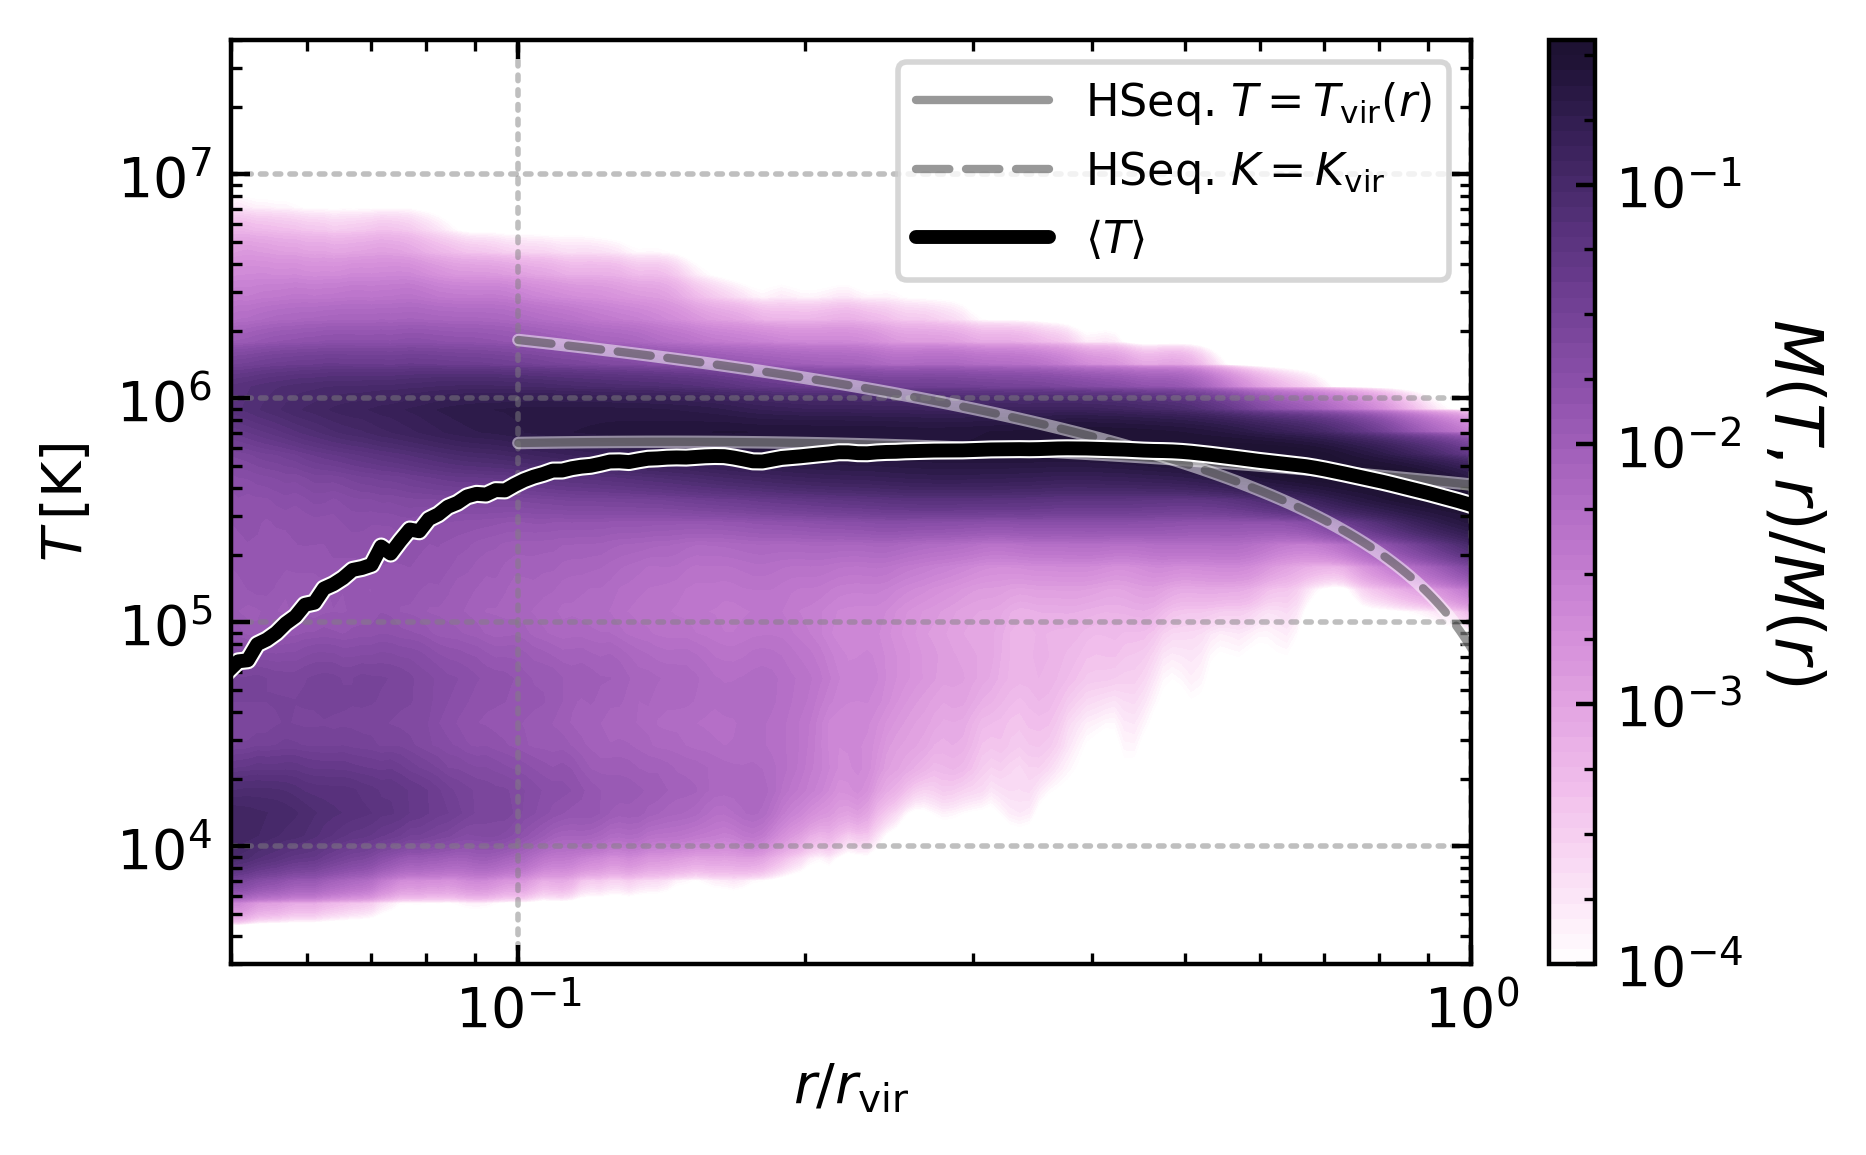 HSeq. T = T_vir(r)
HSeq. K = K_vir
⟨T⟩
10^7
10^6
10^5
10^4
T [K]
10^-1
10^0
r/r_vir
10^-1
10^-2
10^-3
10^-4
M(T, r)/M(r)